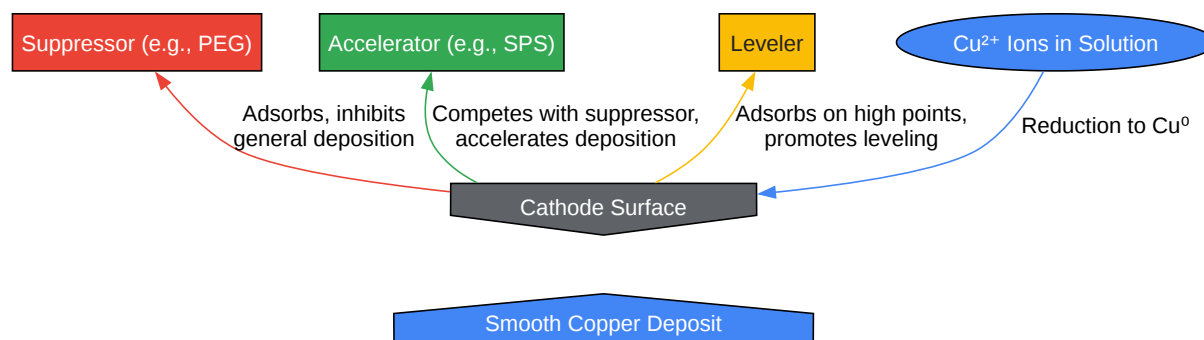 Suppressor (e.g., PEG)
Accelerator (e.g., SPS)
Leveler
Cu²⁺ Ions in Solution
Adsorbs, inhibits
general deposition
Competes with suppressor,
accelerates deposition
Adsorbs on high points,
promotes leveling
Reduction to Cu⁰
Cathode Surface
Smooth Copper Deposit